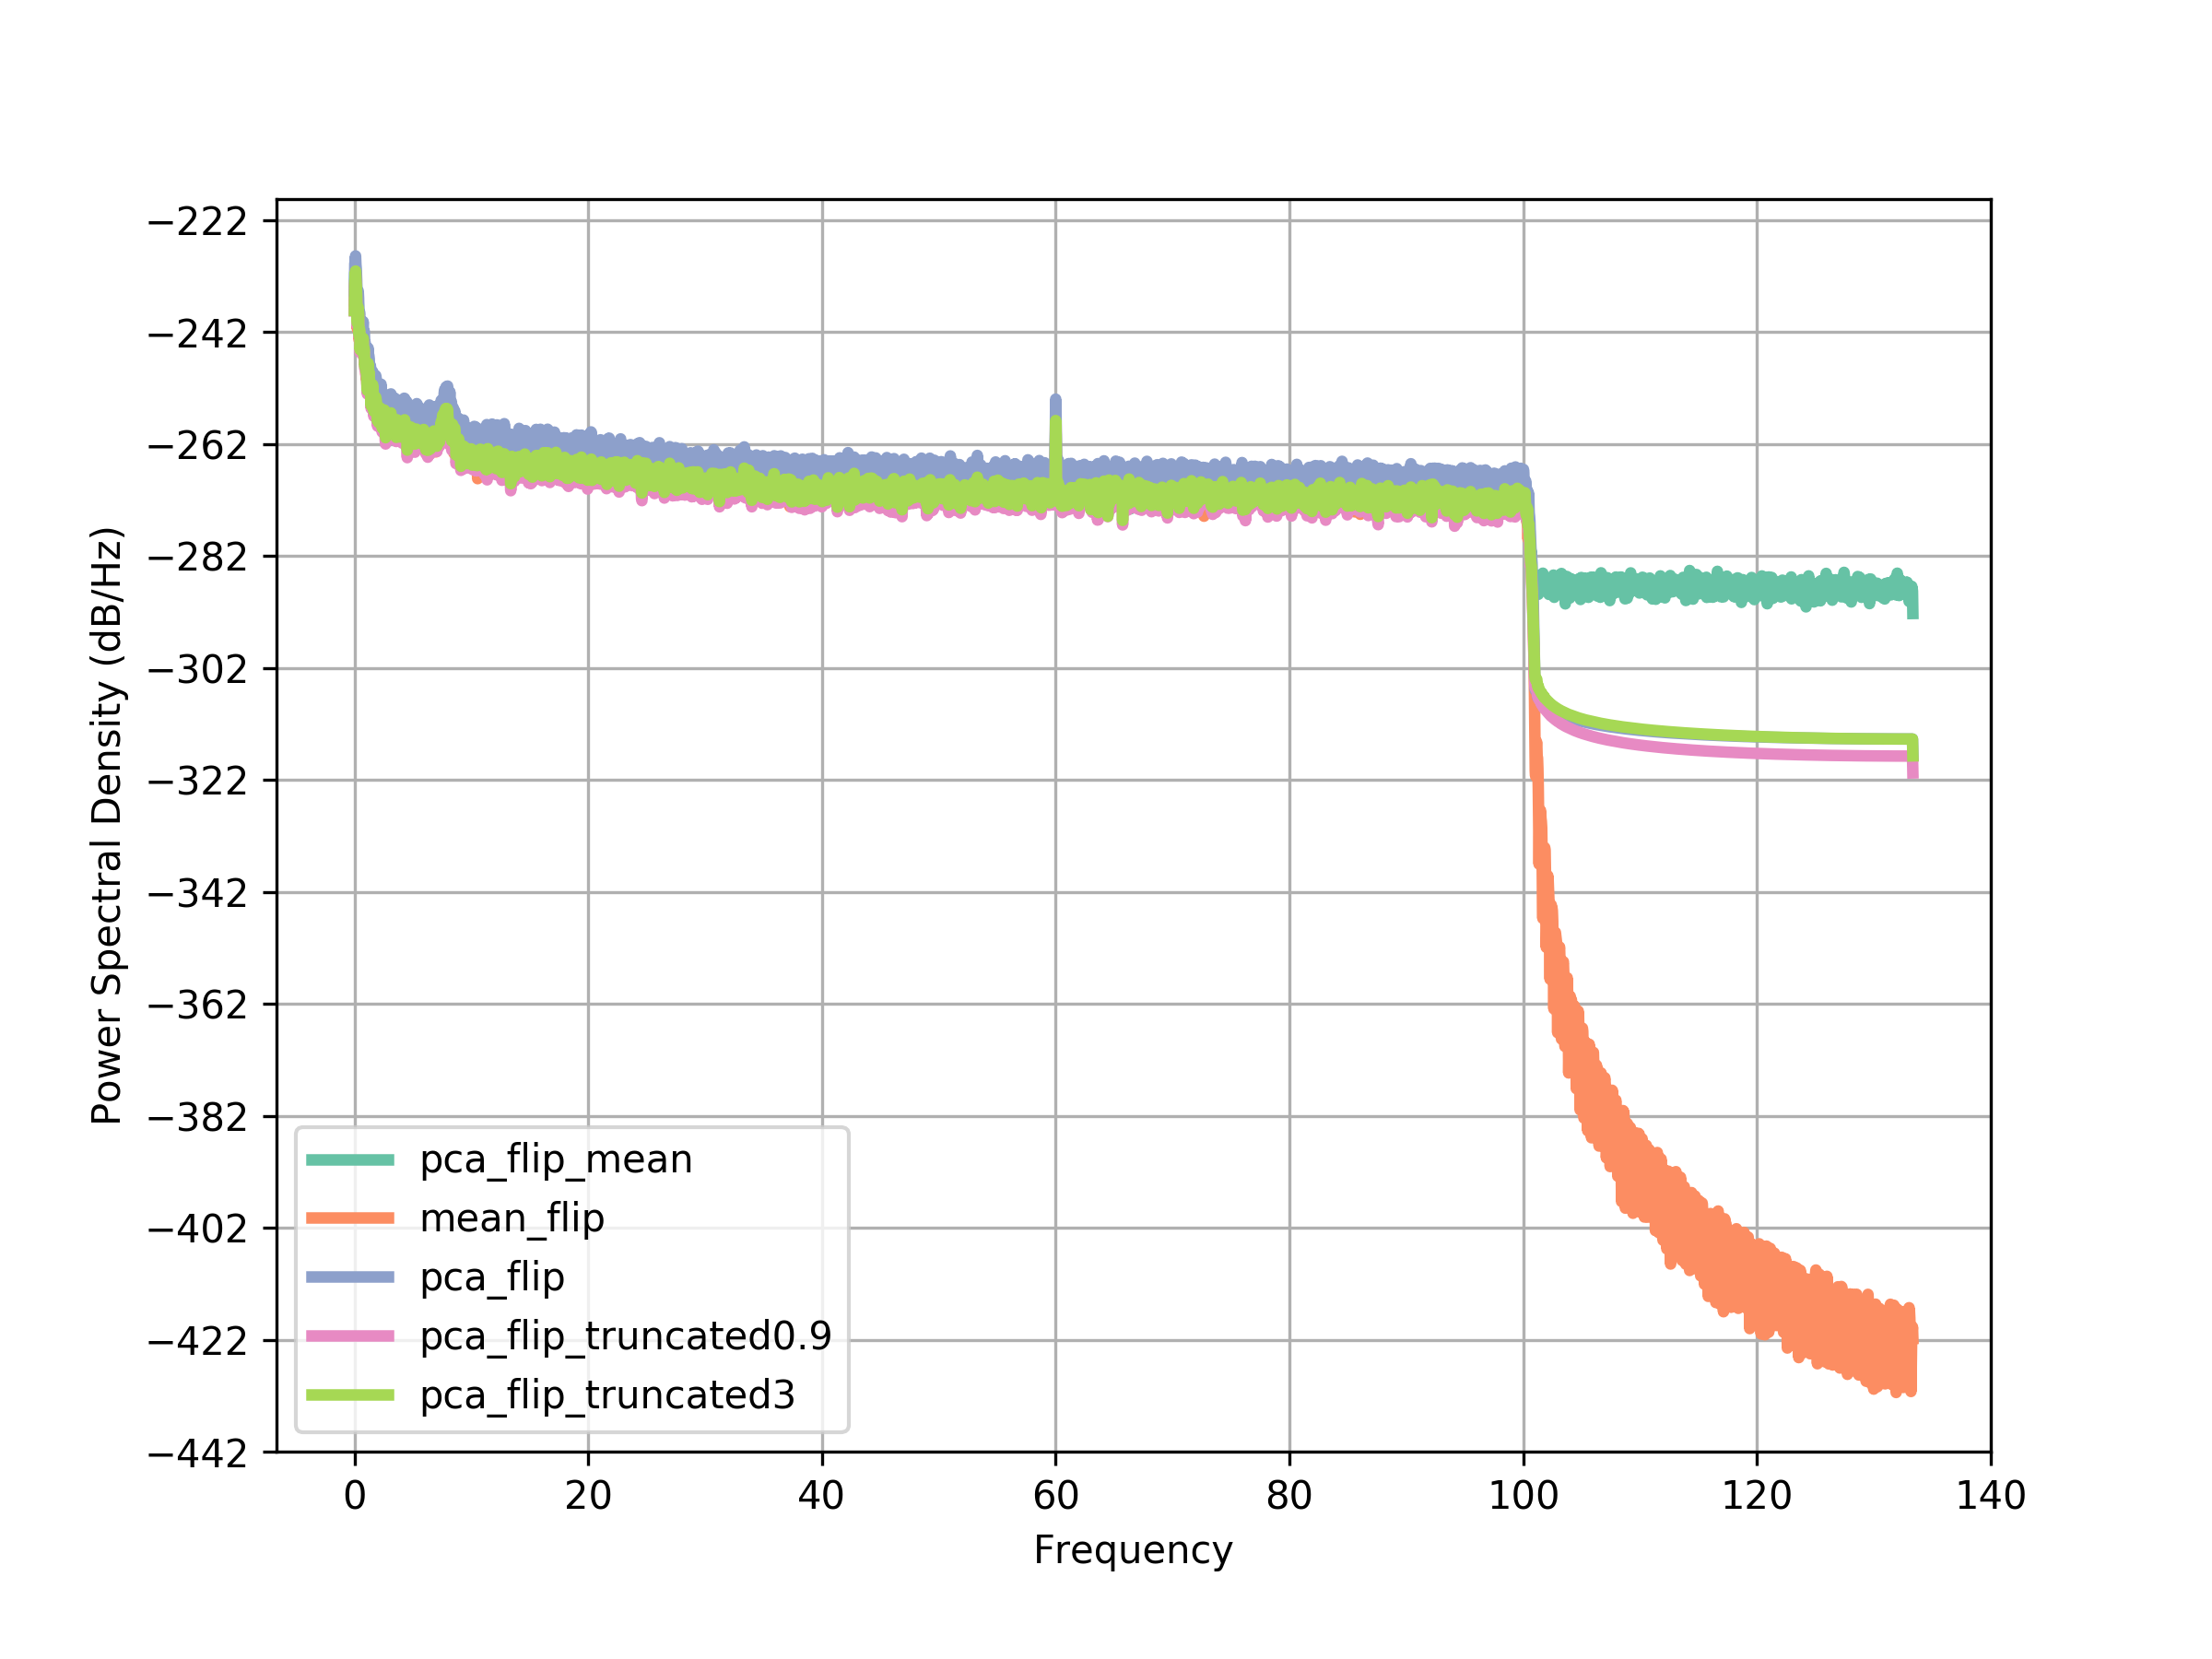 −222
−242
−262
−282
−302
−322
−342
−362
−382
−402
−422
−442
Power Spectral Density (dB/Hz)
pca_flip_mean
mean_flip
pca_flip
pca_flip_truncated0.9
pca_flip_truncated3
0 20 40 60 80 100 120 140
Frequency